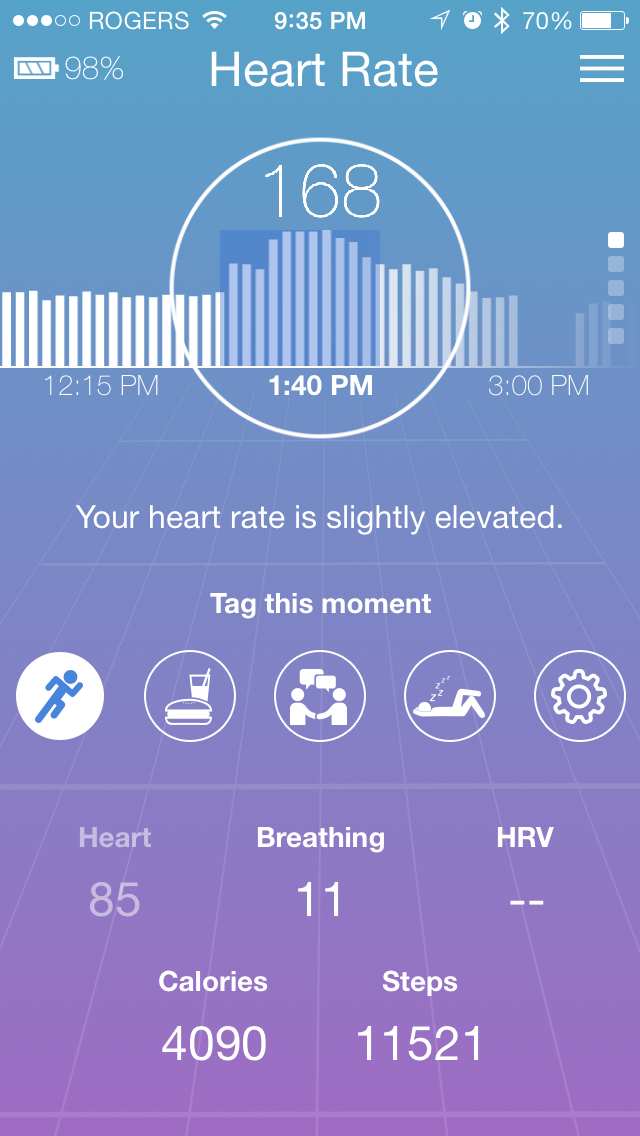 ROGERS 9:35 PM 70%
98% Heart Rate
168
12:15 PM 1:40 PM 3:00 PM
Your heart rate is slightly elevated.
Tag this moment
z z z z z
Heart Breathing HRV
85 11 --
Calories Steps
4090 11521